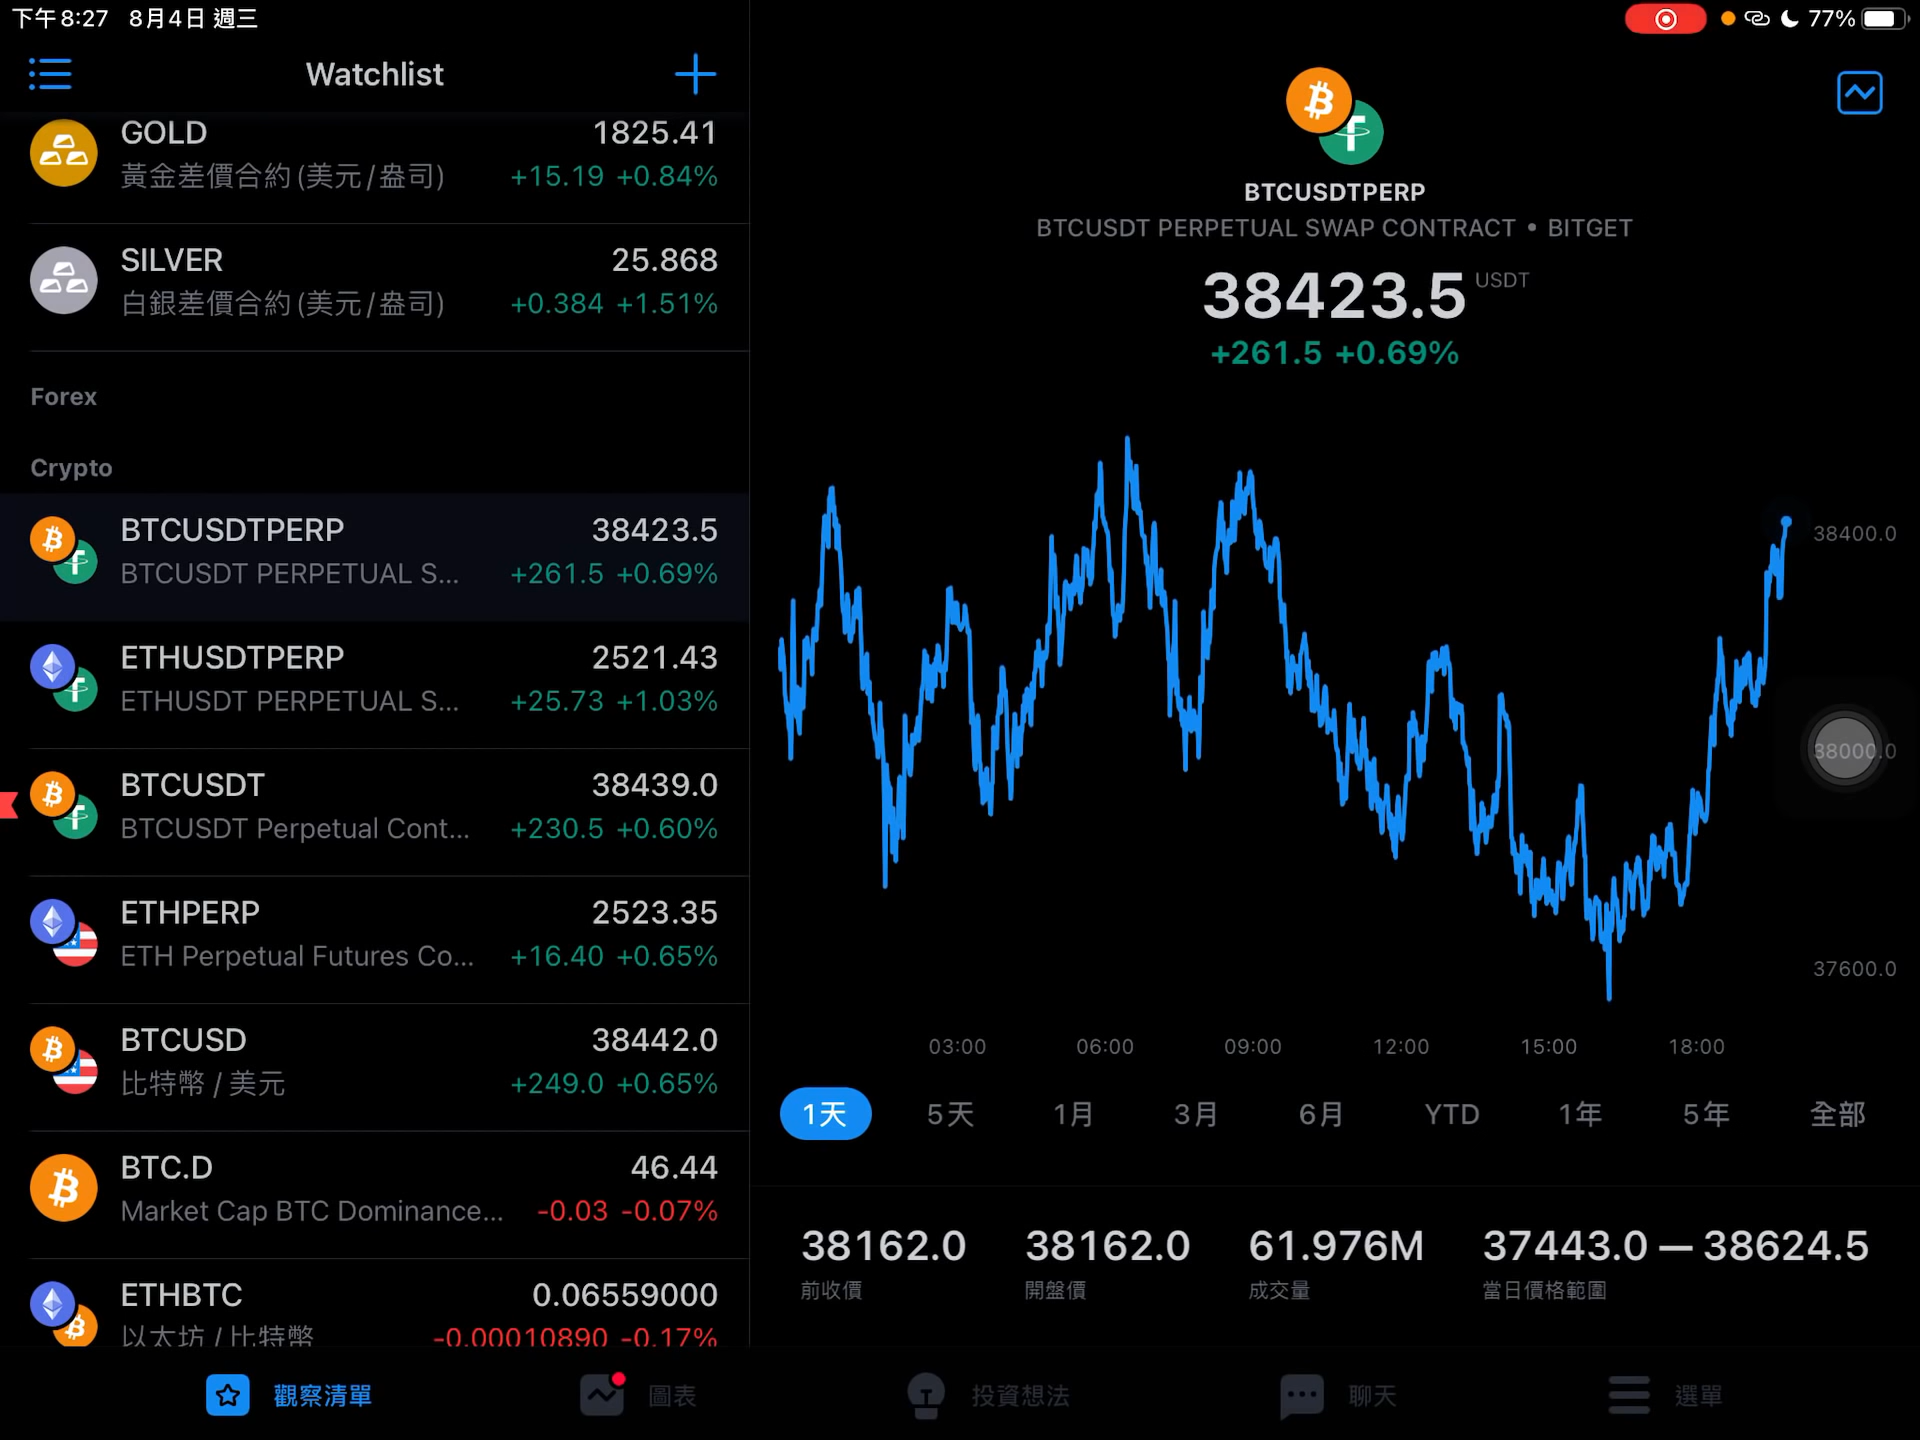 下午8:27 8月4日 週三
77%
Watchlist
GOLD 1825.41
黃金差價合約 (美元 / 盎司) +15.19 +0.84%
SILVER 25.868
白銀差價合約 (美元 / 盎司) +0.384 +1.51%
Forex
Crypto
BTCUSDTPERP 38423.5
BTCUSDT PERPETUAL S... +261.5 +0.69%
ETHUSDTPERP 2521.43
ETHUSDT PERPETUAL S... +25.73 +1.03%
BTCUSDT 38439.0
BTCUSDT Perpetual Cont... +230.5 +0.60%
ETHPERP 2523.35
ETH Perpetual Futures Co... +16.40 +0.65%
BTCUSD 38442.0
比特幣 / 美元 +249.0 +0.65%
BTC.D 46.44
Market Cap BTC Dominance... -0.03 -0.07%
ETHBTC 0.06559000
以太坊 / 比特幣 -0.00010890 -0.17%
BTCUSDTPERP
BTCUSDT PERPETUAL SWAP CONTRACT • BITGET
38423.5 USDT
+261.5 +0.69%
38400.0
38000.0
37600.0
03:00 06:00 09:00 12:00 15:00 18:00
1天 5天 1月 3月 6月 YTD 1年 5年 全部
38162.0 38162.0 61.976M 37443.0 — 38624.5
前收價 開盤價 成交量 當日價格範圍
觀察清單 圖表 投資想法 聊天 選單